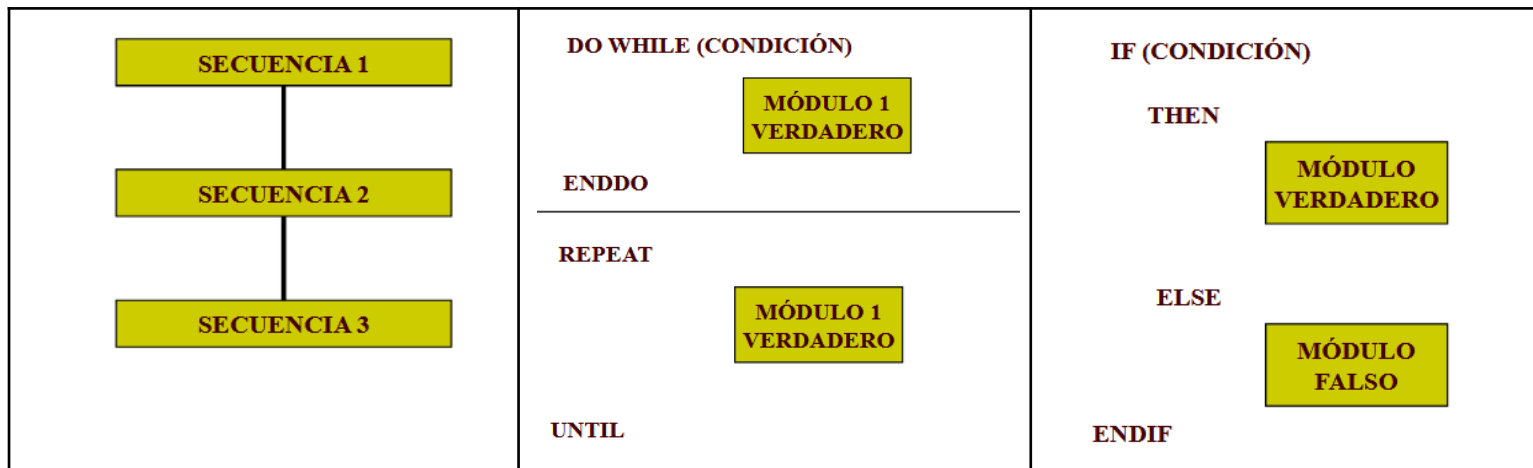 SECUENCIA 1
SECUENCIA 2
SECUENCIA 3
DO WHILE (CONDICIÓN)
MÓDULO 1
VERDADERO
ENDDO
REPEAT
MÓDULO 1
VERDADERO
UNTIL
IF (CONDICIÓN)
THEN
MÓDULO
VERDADERO
ELSE
MÓDULO
FALSO
ENDIF